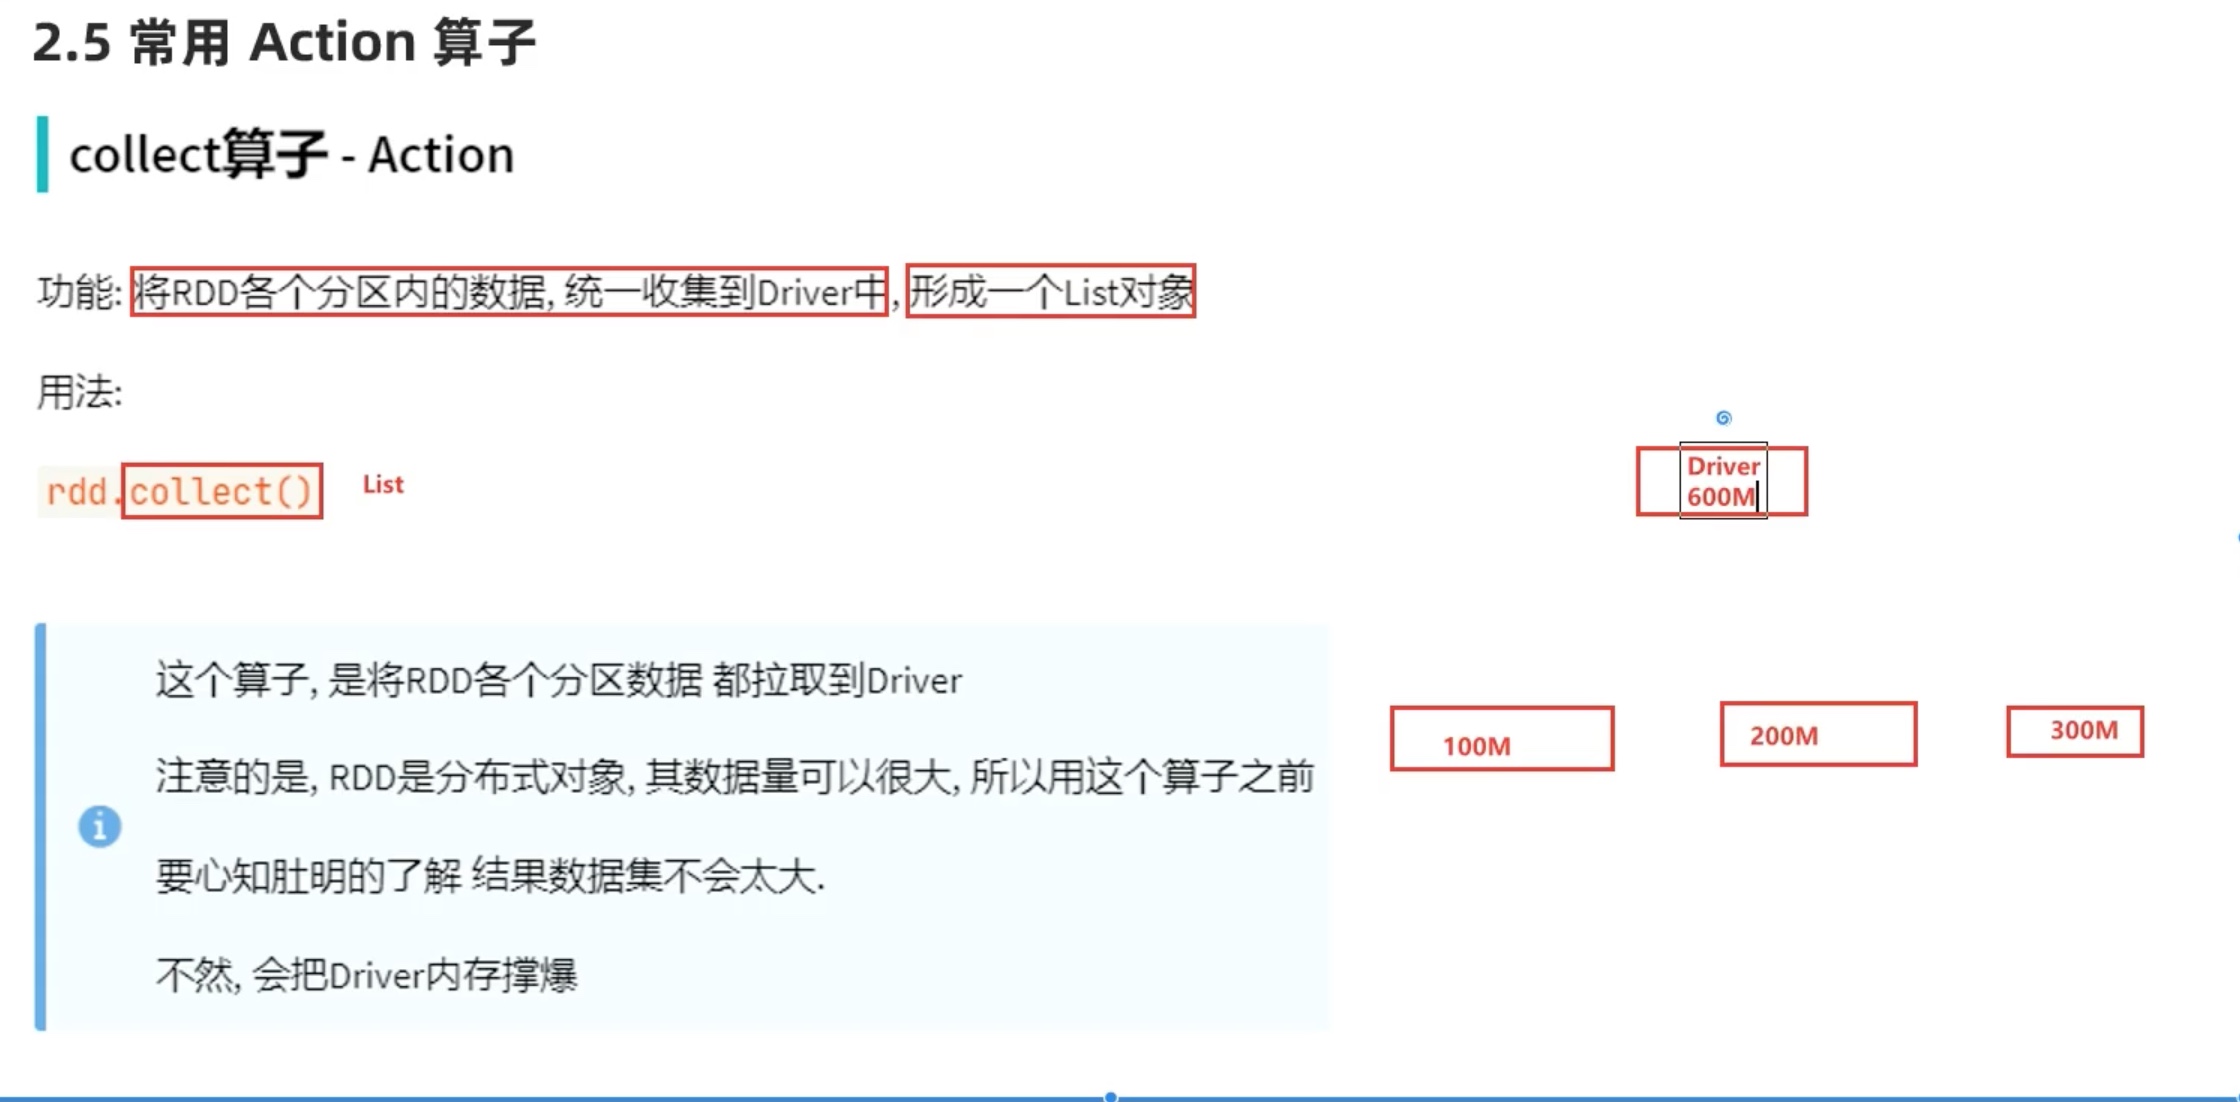 2.5 常用 Action 算子
collect算子 - Action
功能: 将RDD各个分区内的数据, 统一收集到Driver中, 形成一个List对象
用法:
rdd.collect()
List
Driver
600M
这个算子, 是将RDD各个分区数据 都拉取到Driver
注意的是, RDD是分布式对象, 其数据量可以很大, 所以用这个算子之前
要心知肚明的了解 结果数据集不会太大.
不然, 会把Driver内存撑爆
100M
200M
300M